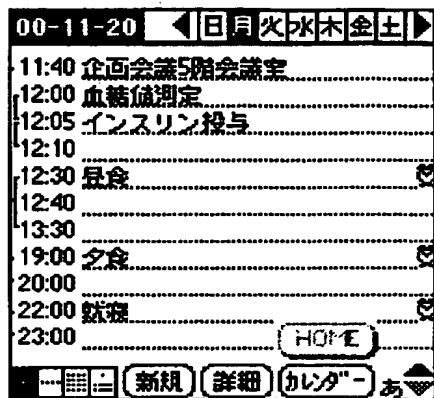 00-11-20 日 月 火 水 木 金 土
11:40 企画会議5階会議室
12:00 血糖値測定
12:05 インスリン投与
12:10
12:30 昼食
12:40
13:30
19:00 夕食
20:00
22:00 就寝
23:00
HOME
新規 詳細 カレンダー あ